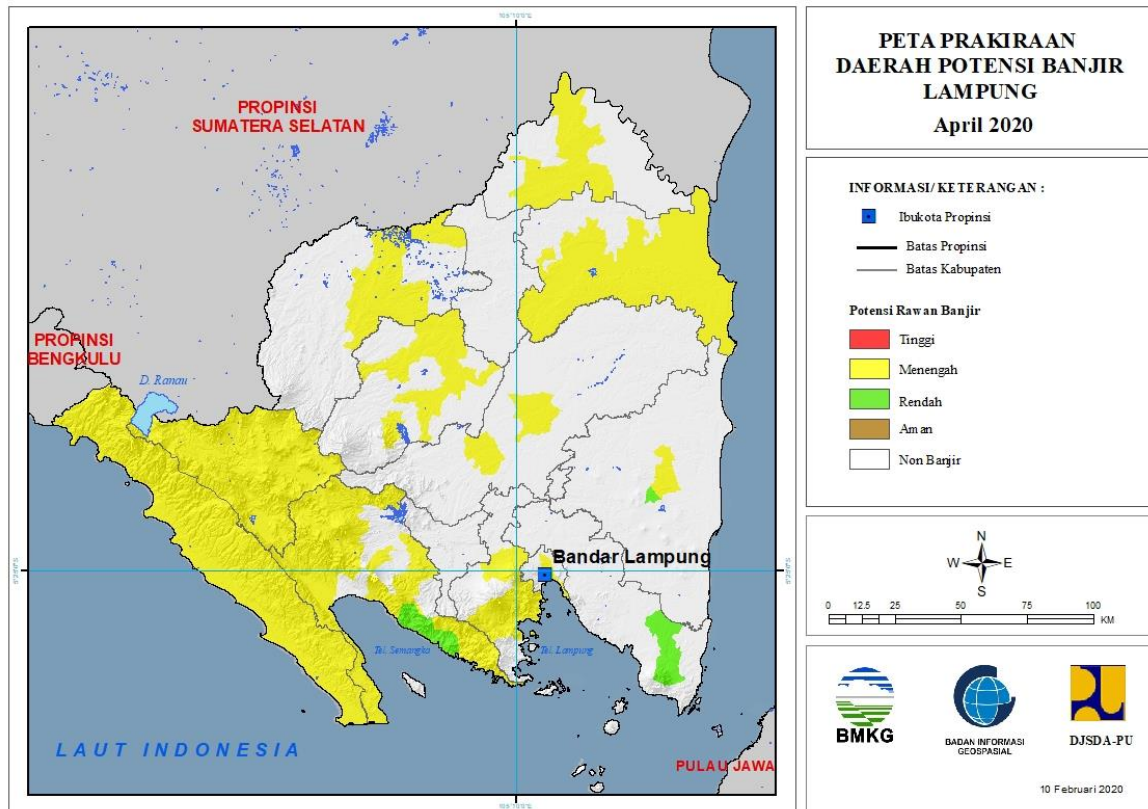 PROPINSI
SUMATERA SELATAN
PROPINSI
BENGKULU
D. Ranau
Bandar Lampung
Tel. Semangka
Tel. Lampung
LAUT INDONESIA
PULAU JAWA
PETA PRAKIRAAN
DAERAH POTENSI BANJIR
LAMPUNG
April 2020
INFORMASI/ KETERANGAN :
Ibukota Propinsi
Batas Propinsi
Batas Kabupaten
Potensi Rawan Banjir
Tinggi
Menengah
Rendah
Aman
Non Banjir
N
W E
S
0 12.5 25 50 75 100
KM
BMKG
BADAN INFORMASI
GEOSPASIAL
DJSDA-PU
10 Februari 2020